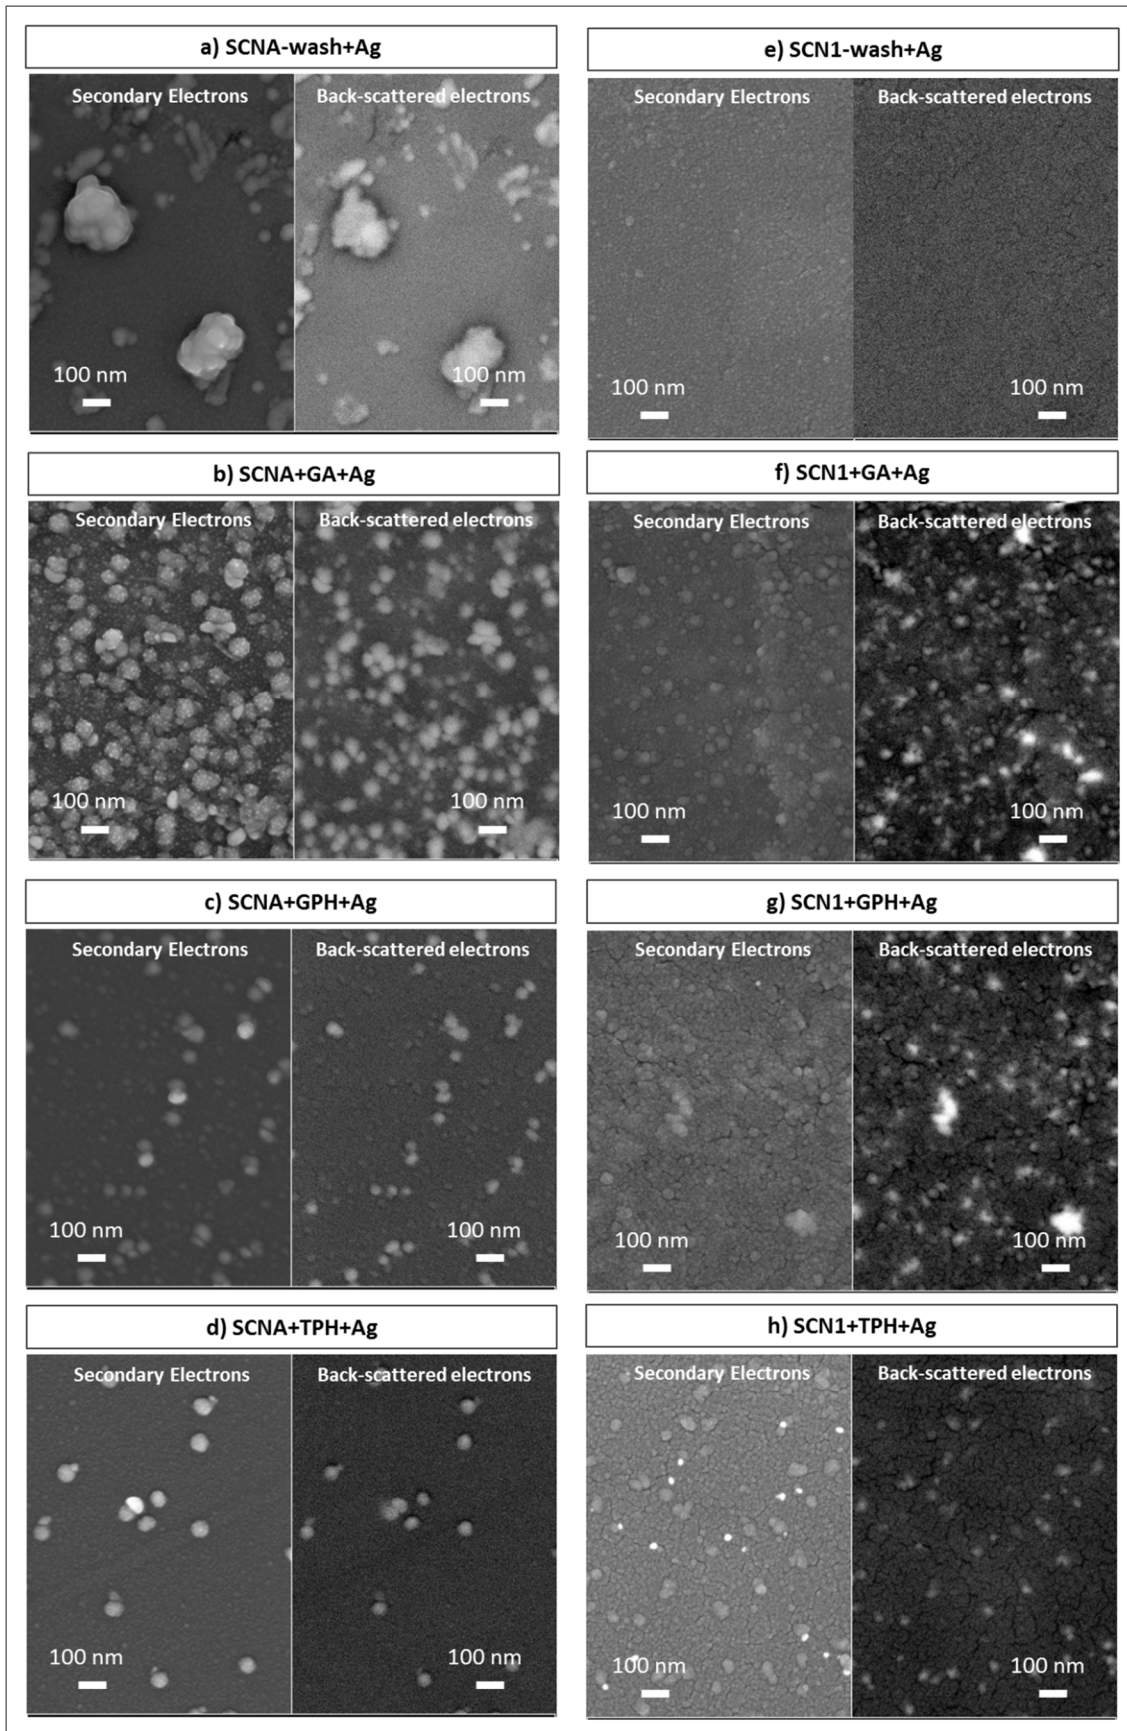 a) SCNA-wash+Ag
Secondary Electrons
Back-scattered electrons
100 nm
100 nm
b) SCNA+GA+Ag
Secondary Electrons
Back-scattered electrons
100 nm
100 nm
c) SCNA+GPH+Ag
Secondary Electrons
Back-scattered electrons
100 nm
100 nm
d) SCNA+TPH+Ag
Secondary Electrons
Back-scattered electrons
100 nm
100 nm
e) SCN1-wash+Ag
Secondary Electrons
Back-scattered electrons
100 nm
100 nm
f) SCN1+GA+Ag
Secondary Electrons
Back-scattered electrons
100 nm
100 nm
g) SCN1+GPH+Ag
Secondary Electrons
Back-scattered electrons
100 nm
100 nm
h) SCN1+TPH+Ag
Secondary Electrons
Back-scattered electrons
100 nm
100 nm